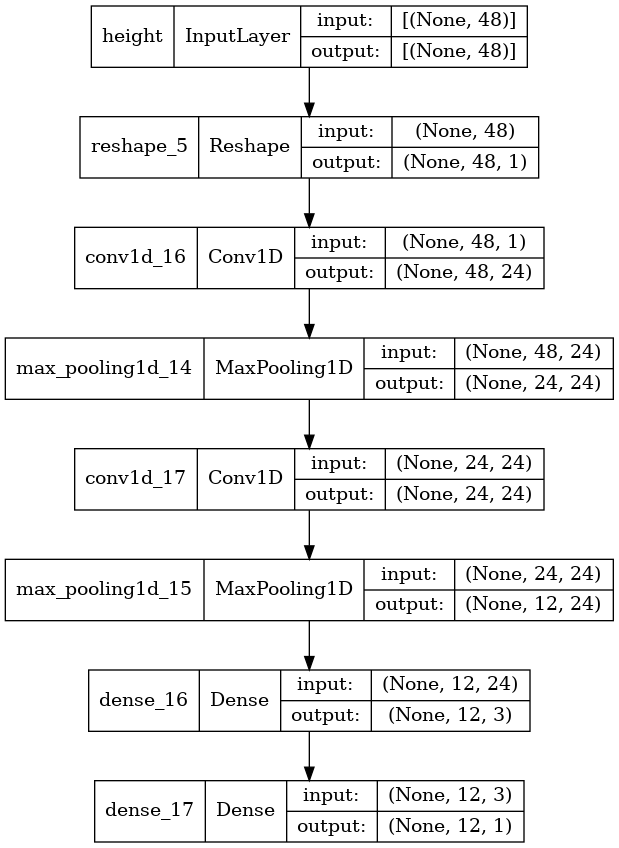 height InputLayer input: [(None, 48)]
output: [(None, 48)]
reshape_5 Reshape input: (None, 48)
output: (None, 48, 1)
conv1d_16 Conv1D input: (None, 48, 1)
output: (None, 48, 24)
max_pooling1d_14 MaxPooling1D input: (None, 48, 24)
output: (None, 24, 24)
conv1d_17 Conv1D input: (None, 24, 24)
output: (None, 24, 24)
max_pooling1d_15 MaxPooling1D input: (None, 24, 24)
output: (None, 12, 24)
dense_16 Dense input: (None, 12, 24)
output: (None, 12, 3)
dense_17 Dense input: (None, 12, 3)
output: (None, 12, 1)